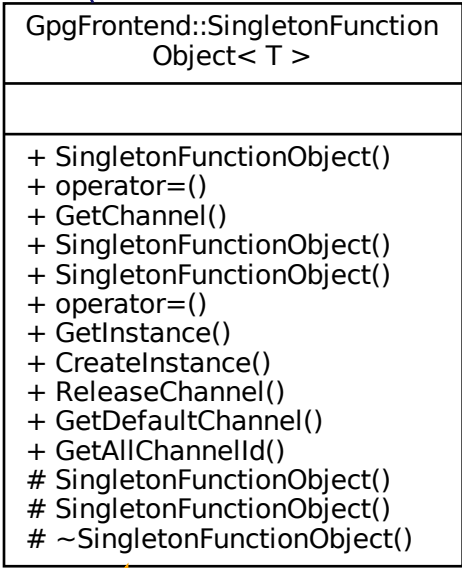 GpgFrontend::SingletonFunction
Object< T >
+ SingletonFunctionObject()
+ operator=()
+ GetChannel()
+ SingletonFunctionObject()
+ SingletonFunctionObject()
+ operator=()
+ GetInstance()
+ CreateInstance()
+ ReleaseChannel()
+ GetDefaultChannel()
+ GetAllChannelId()
# SingletonFunctionObject()
# SingletonFunctionObject()
# ~SingletonFunctionObject()